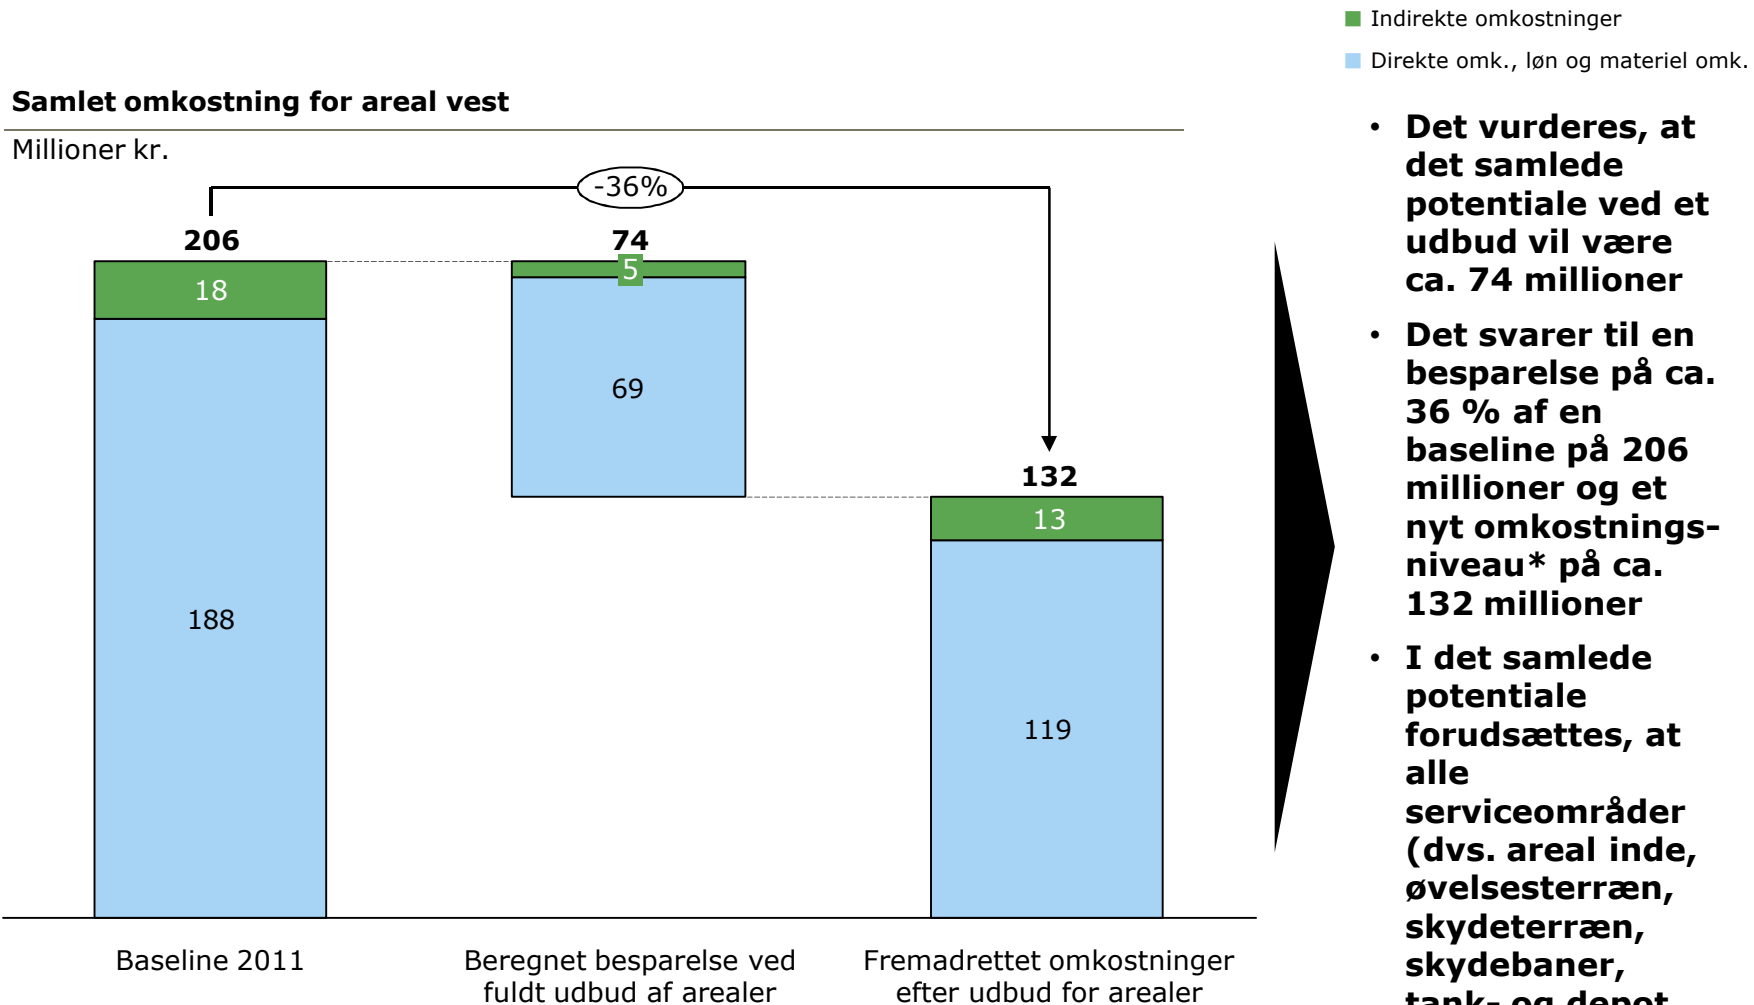 Indirekte omkostninger
Direkte omk., løn og materiel omk.
Samlet omkostning for areal vest
Millioner kr.
-36%
206
74
18
5
69
132
13
188
119
Baseline 2011
Beregnet besparelse ved
fuldt udbud af arealer
Fremadrettet omkostninger
efter udbud for arealer
• Det vurderes, at
det samlede
potentiale ved et
udbud vil være
ca. 74 millioner
• Det svarer til en
besparelse på ca.
36 % af en
baseline på 206
millioner og et
nyt omkostnings-
niveau* på ca.
132 millioner
• I det samlede
potentiale
forudsættes, at
alle
serviceområder
(dvs. areal inde,
øvelsesterræn,
skydeterræn,
skydebaner,
tank- og depot